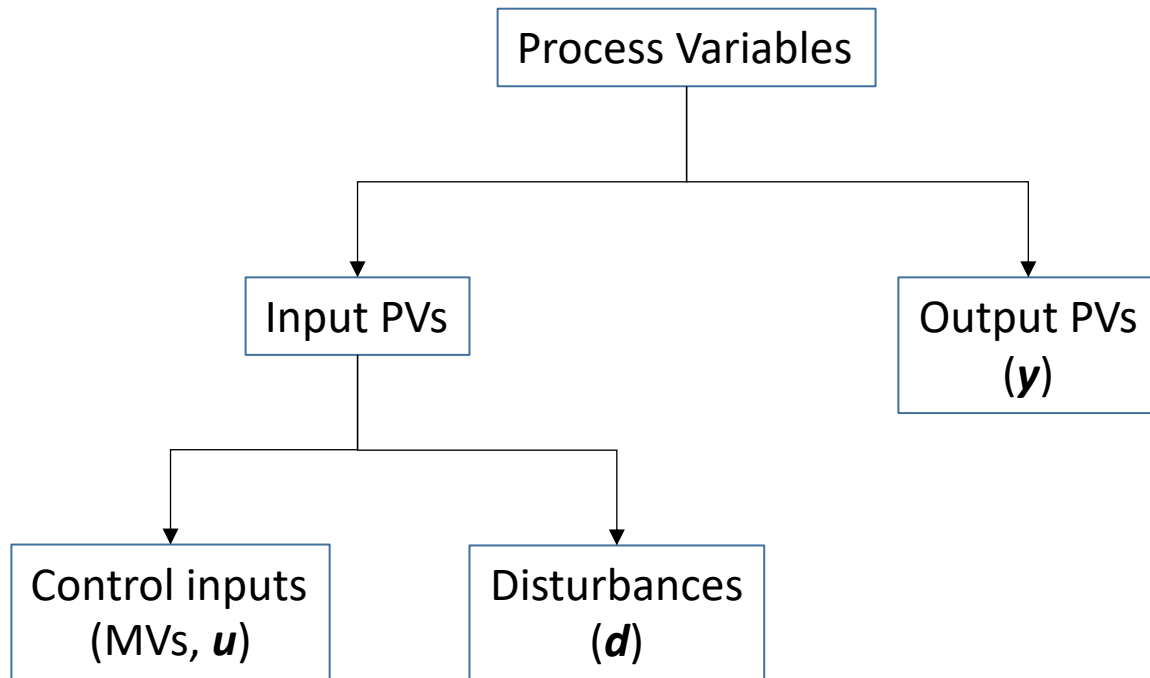 Process Variables
Input PVs
Output PVs
(y)
Control inputs
(MVs, u)
Disturbances
(d)